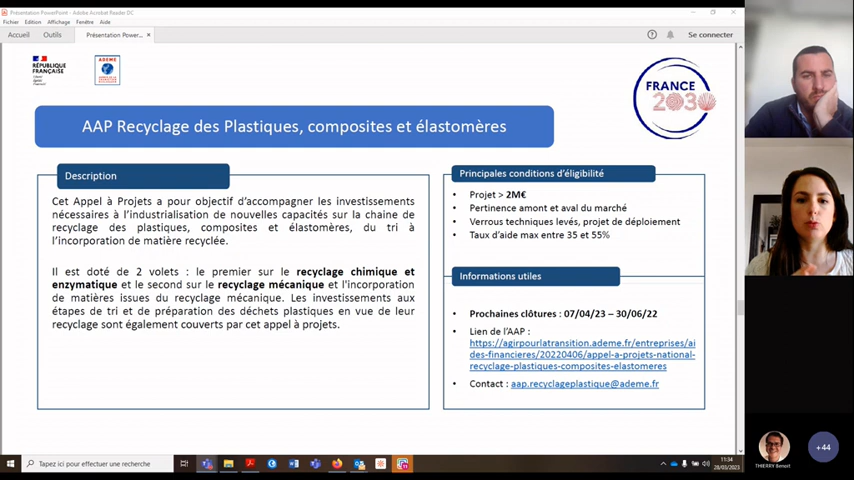 Présentation PowerPoint - Adobe Acrobat Reader DC
Fichier Edition Affichage Fenêtre Aide
Accueil Outils Présentation Power... × Se connecter
RÉPUBLIQUE
FRANÇAISE
Liberté
Égalité
Fraternité
ADEME
FRANCE
2030
AAP Recyclage des Plastiques, composites et élastomères
Description
Cet Appel à Projets a pour objectif d'accompagner les investissements
nécessaires à l'industrialisation de nouvelles capacités sur la chaine de
recyclage des plastiques, composites et élastomères, du tri à
l'incorporation de matière recyclée.
Il est doté de 2 volets : le premier sur le recyclage chimique et
enzymatique et le second sur le recyclage mécanique et l'incorporation
de matières issues du recyclage mécanique. Les investissements aux
étapes de tri et de préparation des déchets plastiques en vue de leur
recyclage sont également couverts par cet appel à projets.
Principales conditions d'éligibilité
• Projet > 2M€
• Pertinence amont et aval du marché
• Verrous techniques levés, projet de déploiement
• Taux d'aide max entre 35 et 55%
Informations utiles
• Prochaines clôtures : 07/04/23 – 30/06/22
• Lien de l'AAP :
https://agirpourlatransition.ademe.fr/entreprises/ai
des-financieres/20220406/appel-a-projets-national-
recyclage-plastiques-composites-elastomeres
• Contact : aap.recyclageplastique@ademe.fr
THIERRY Benoit
+44
Tapez ici pour effectuer une recherche
11:34
28/03/2023